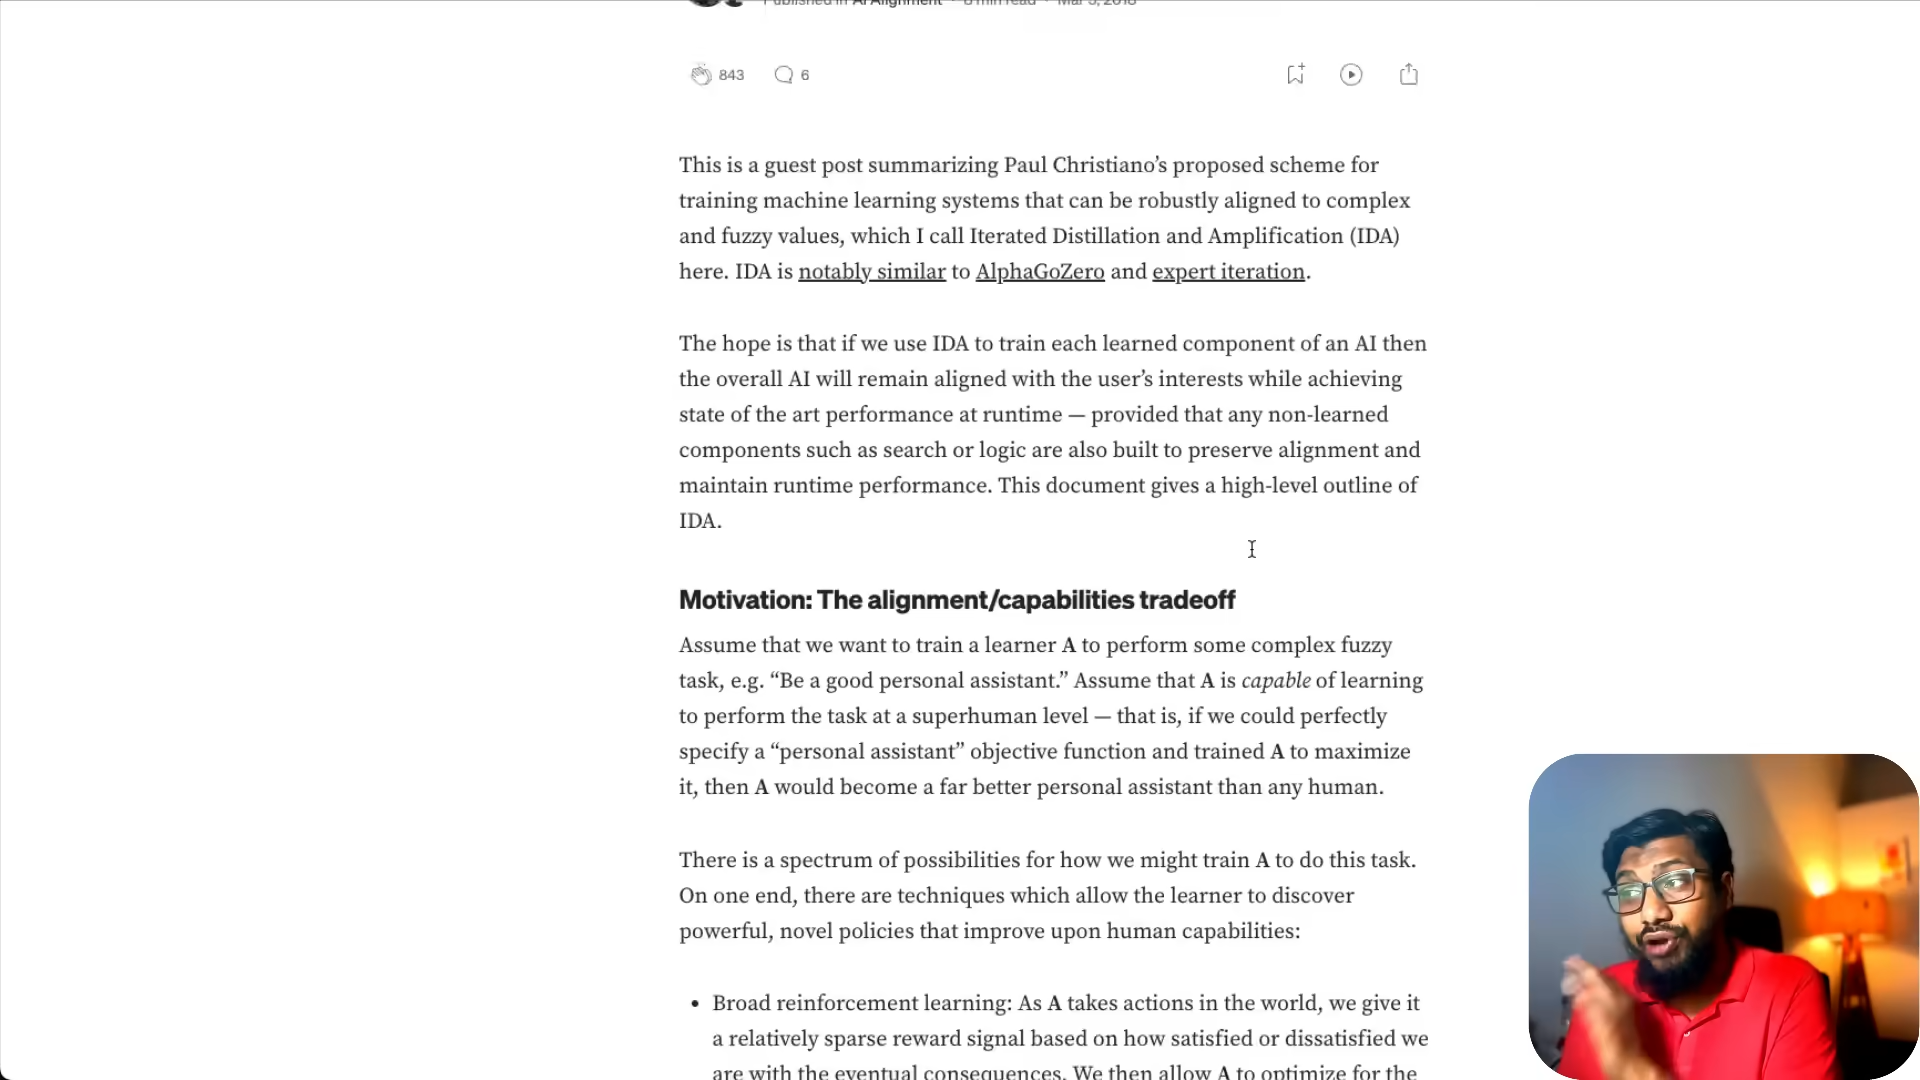 Published in AI Alignment · 8 min read · Mar 5, 2018
843 6
This is a guest post summarizing Paul Christiano’s proposed scheme for
training machine learning systems that can be robustly aligned to complex
and fuzzy values, which I call Iterated Distillation and Amplification (IDA)
here. IDA is notably similar to AlphaGoZero and expert iteration.
The hope is that if we use IDA to train each learned component of an AI then
the overall AI will remain aligned with the user’s interests while achieving
state of the art performance at runtime — provided that any non-learned
components such as search or logic are also built to preserve alignment and
maintain runtime performance. This document gives a high-level outline of
IDA.
Motivation: The alignment/capabilities tradeoff
Assume that we want to train a learner A to perform some complex fuzzy
task, e.g. “Be a good personal assistant.” Assume that A is capable of learning
to perform the task at a superhuman level — that is, if we could perfectly
specify a “personal assistant” objective function and trained A to maximize
it, then A would become a far better personal assistant than any human.
There is a spectrum of possibilities for how we might train A to do this task.
On one end, there are techniques which allow the learner to discover
powerful, novel policies that improve upon human capabilities:
• Broad reinforcement learning: As A takes actions in the world, we give it
a relatively sparse reward signal based on how satisfied or dissatisfied we
are with the eventual consequences. We then allow A to optimize for the